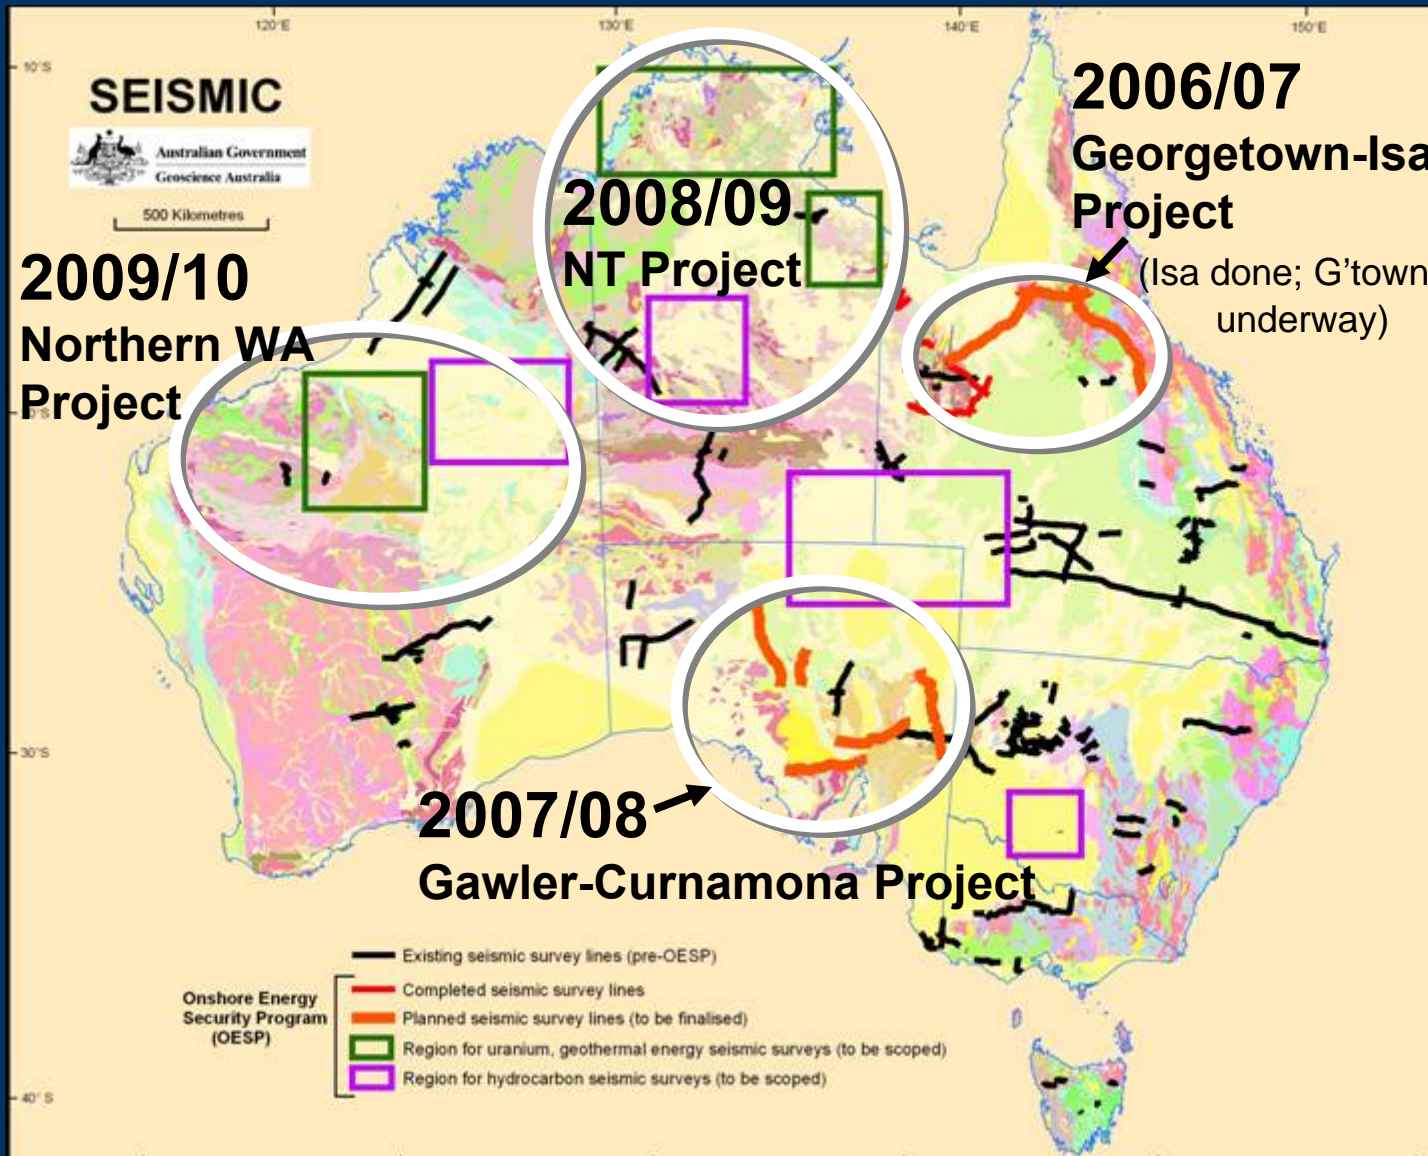 120°E
130°E
140°E
150°E
10°S
SEISMIC
Australian Government
Geoscience Australia
500 Kilometres
2006/07
Georgetown-Isa
Project
(Isa done; G'town
underway)
2008/09
NT Project
2009/10
Northern WA
Project
30°S
2007/08
Gawler-Curnamona Project
Existing seismic survey lines (pre-OESP)
Onshore Energy
Security Program
(OESP)
Completed seismic survey lines
Planned seismic survey lines (to be finalised)
Region for uranium, geothermal energy seismic surveys (to be scoped)
Region for hydrocarbon seismic surveys (to be scoped)
40° S